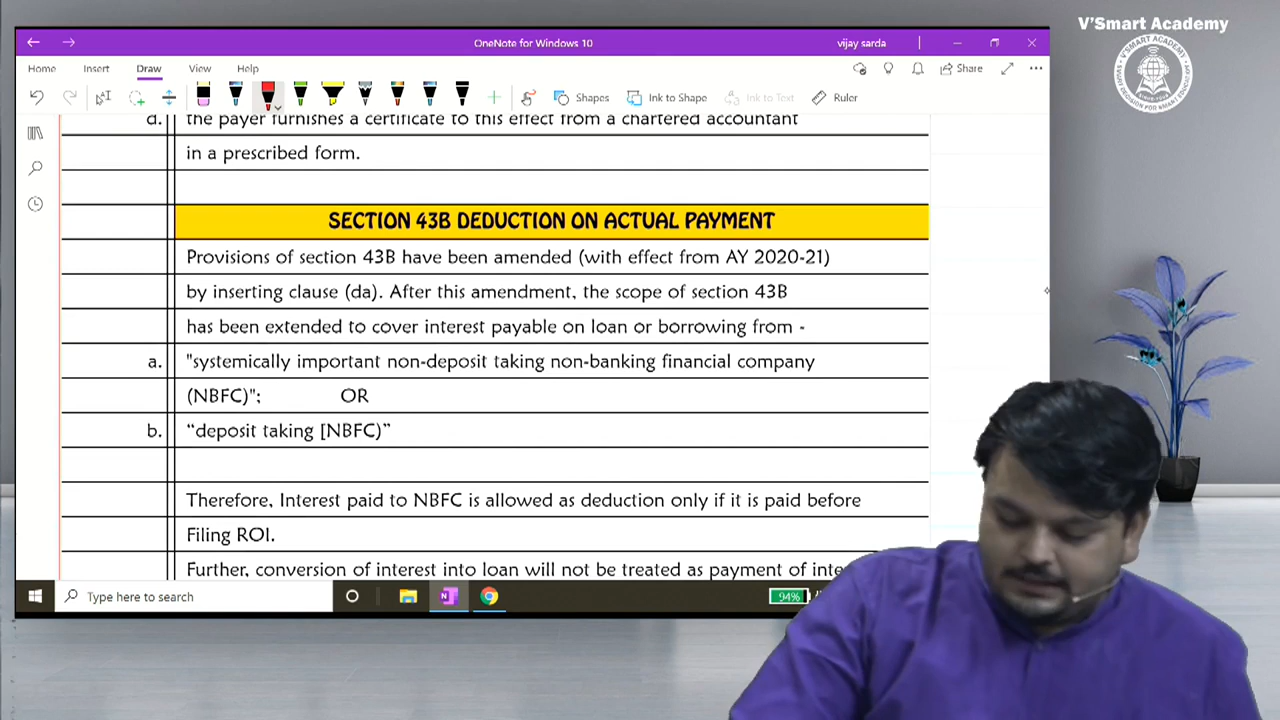 V'Smart Academy
OneNote for Windows 10
vijay sarda
Home Insert Draw View Help
Share
Shapes Ink to Shape Ink to Text Ruler
d. the payer furnishes a certificate to this effect from a chartered accountant
in a prescribed form.
SECTION 43B DEDUCTION ON ACTUAL PAYMENT
Provisions of section 43B have been amended (with effect from AY 2020-21)
by inserting clause (da). After this amendment, the scope of section 43B
has been extended to cover interest payable on loan or borrowing from -
a. "systemically important non-deposit taking non-banking financial company
(NBFC)"; OR
b. “deposit taking [NBFC)”
Therefore, Interest paid to NBFC is allowed as deduction only if it is paid before
Filing ROI.
Further, conversion of interest into loan will not be treated as payment of inte
Type here to search
94%